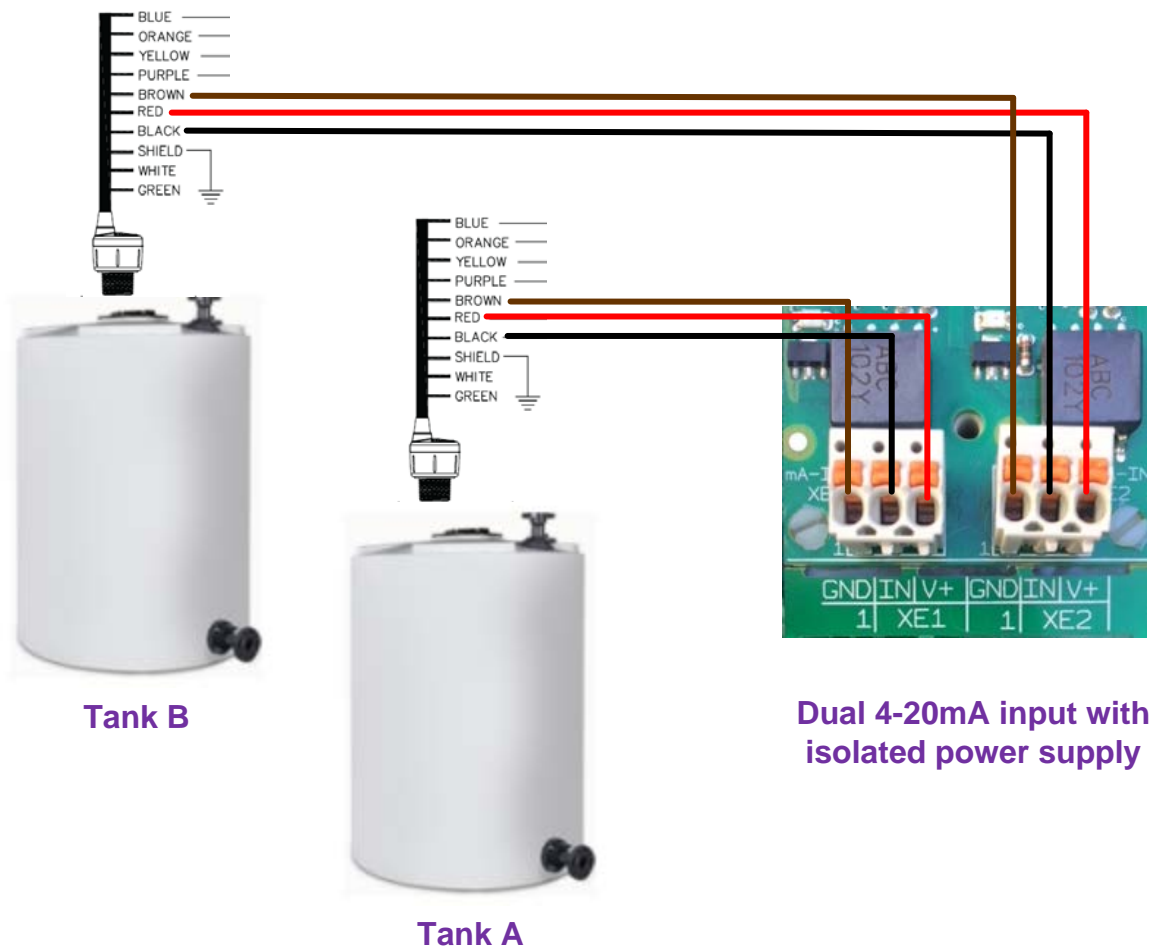 BLUE
ORANGE
YELLOW
PURPLE
BROWN
RED
BLACK
SHIELD
WHITE
GREEN
BLUE
ORANGE
YELLOW
PURPLE
BROWN
RED
BLACK
SHIELD
WHITE
GREEN
ABC
102Y
ABC
102Y
GND IN V+ GND IN V+
1 XE1 1 XE2
Tank B
Dual 4-20mA input with
isolated power supply
Tank A